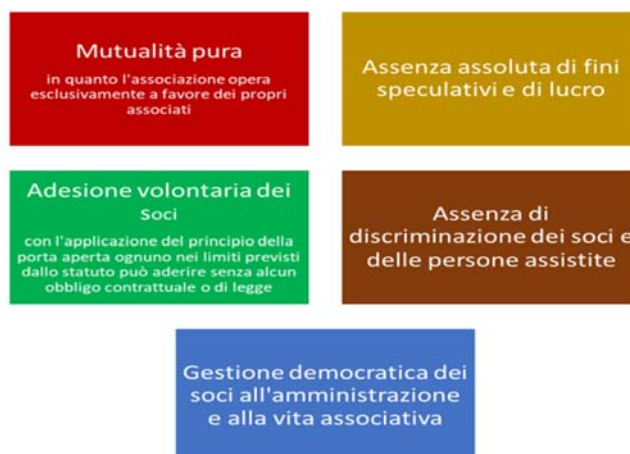 Mutualità pura
in quanto l'associazione opera
esclusivamente a favore dei propri
associati
Assenza assoluta di fini
speculativi e di lucro
Adesione volontaria dei
soci
con l'applicazione del principio della
porta aperta ognuno nei limiti previsti
dallo statuto può aderire senza alcun
obbligo contrattuale o di legge
Assenza di
discriminazione dei soci e
delle persone assistite
Gestione democratica dei
soci all'amministrazione
e alla vita associativa